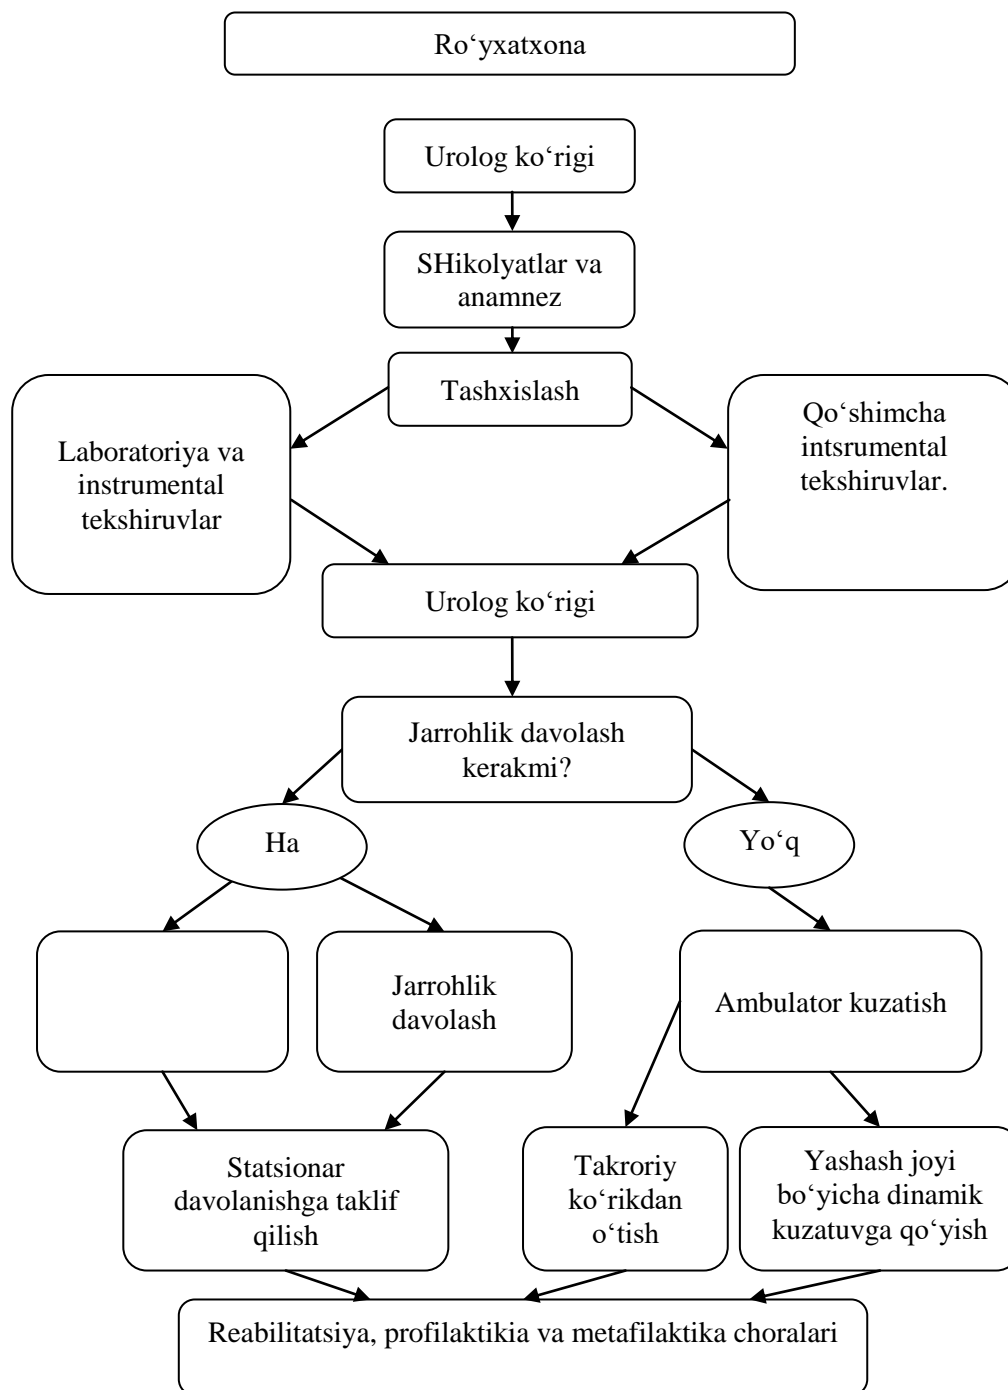 Ro‘yxatxona
Urolog ko‘rigi
SHikolyatlar va
anamnez
Tashxislash
Laboratoriya va
instrumental
tekshiruvlar
Qo‘shimcha
intsrumental
tekshiruvlar.
Urolog ko‘rigi
Jarrohlik davolash
kerakmi?
Ha
Yo‘q
Jarrohlik
davolash
Ambulator kuzatish
Statsionar
davolanishga taklif
qilish
Takroriy
ko‘rikdan
o‘tish
Yashash joyi
bo‘yicha dinamik
kuzatuvga qo‘yish
Reabilitatsiya, profilaktikia va metafilaktika choralari